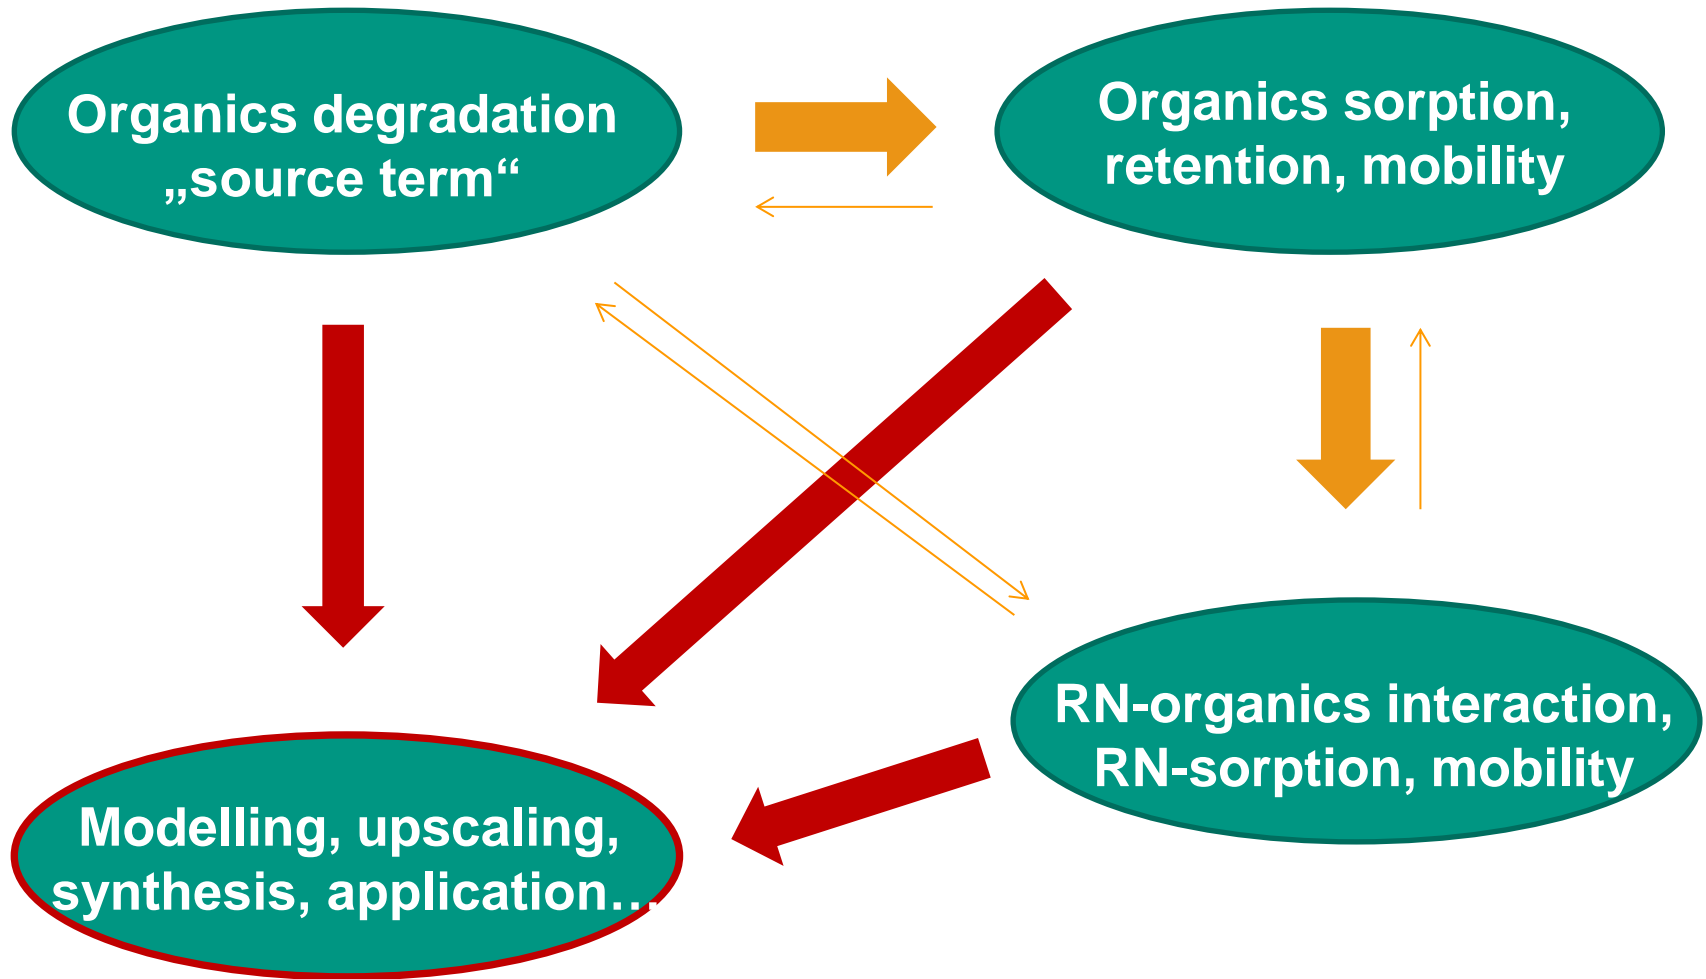 Organics degradation
„source term“
Organics sorption,
retention, mobility
RN-organics interaction,
RN-sorption, mobility
Modelling, upscaling,
synthesis, application…